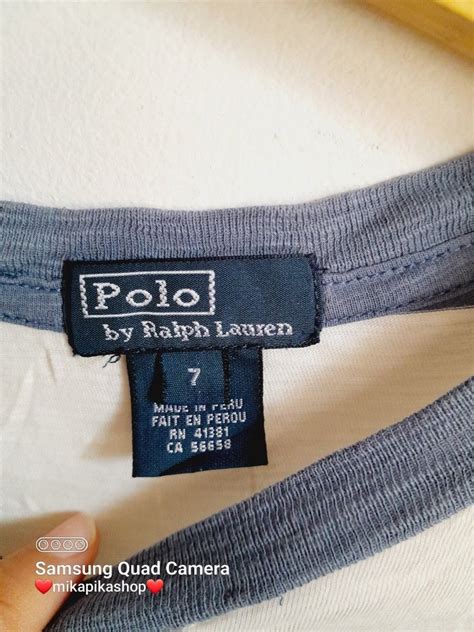 Polo
by Ralph Lauren
7
MADE IN PERU
FAIT EN PEROU
RN 41381
CA 56658
Samsung Quad Camera
❤️mikapikashop❤️